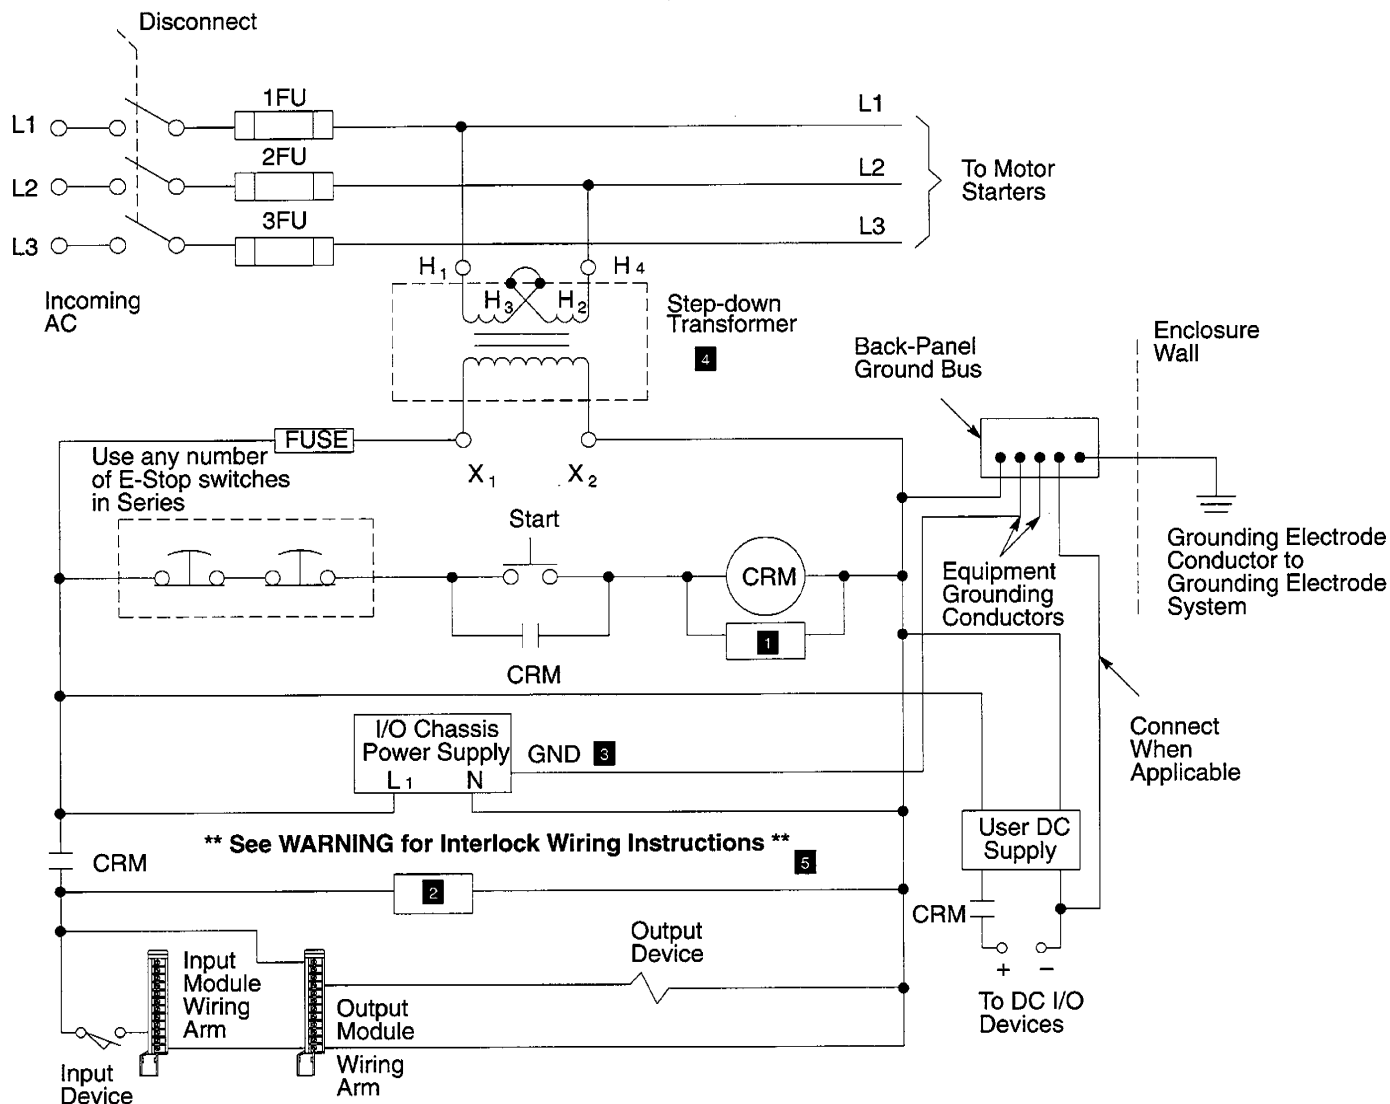 Disconnect
1FU
L1
L1
2FU
L2
L2
To Motor
Starters
3FU
L3
L3
Incoming
AC
H1
H4
H3
H2
Step-down
Transformer
4
Back-Panel
Ground Bus
Enclosure
Wall
FUSE
X1
X2
Use any number
of E-Stop switches
in Series
Start
CRM
1
CRM
Equipment
Grounding
Conductors
Grounding Electrode
Conductor to
Grounding Electrode
System
Connect
When
Applicable
I/O Chassis
Power Supply
L1 N
GND
3
** See WARNING for Interlock Wiring Instructions **
5
CRM
2
User DC
Supply
CRM
+ −
To DC I/O
Devices
Output
Device
Input
Module
Wiring
Arm
Output
Module
Wiring
Arm
Input
Device